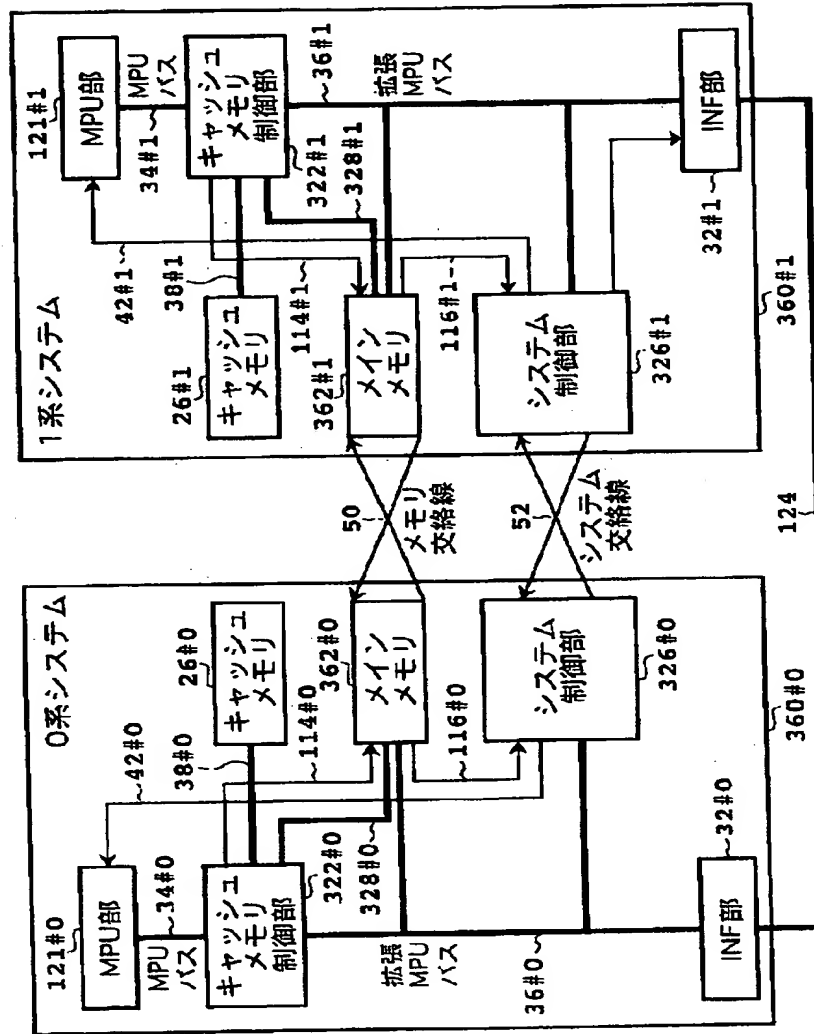 0系システム
121#0
MPU部
42#0
MPU
バス
34#0
38#0
26#0
キャッシュ
メモリ
キャッシュ
メモリ
制御部
114#0
322#0
328#0
362#0
メイン
メモリ
116#0
拡張
MPU
バス
システム
制御部
326#0
36#0
32#0
INF部
360#0
50
メモリ
交絡線
52
システム
交絡線
124
1系システム
121#1
MPU部
MPU
バス
34#1
42#1
38#1
26#1
キャッシュ
メモリ
キャッシュ
メモリ
制御部
322#1
36#1
114#1
328#1
362#1
メイン
メモリ
拡張
MPU
バス
116#1
システム
制御部
326#1
INF部
32#1
360#1